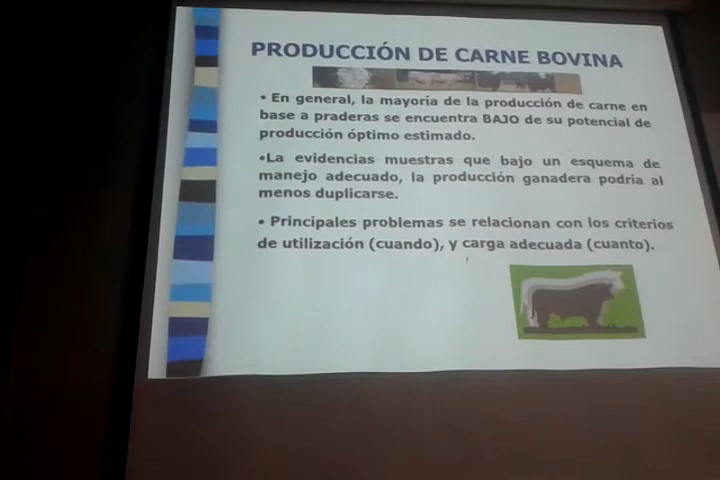 PRODUCCIÓN DE CARNE BOVINA
• En general, la mayoría de la producción de carne en
base a praderas se encuentra BAJO de su potencial de
producción óptimo estimado.
•La evidencias muestras que bajo un esquema de
manejo adecuado, la producción ganadera podría al
menos duplicarse.
• Principales problemas se relacionan con los criterios
de utilización (cuando), y carga adecuada (cuanto).